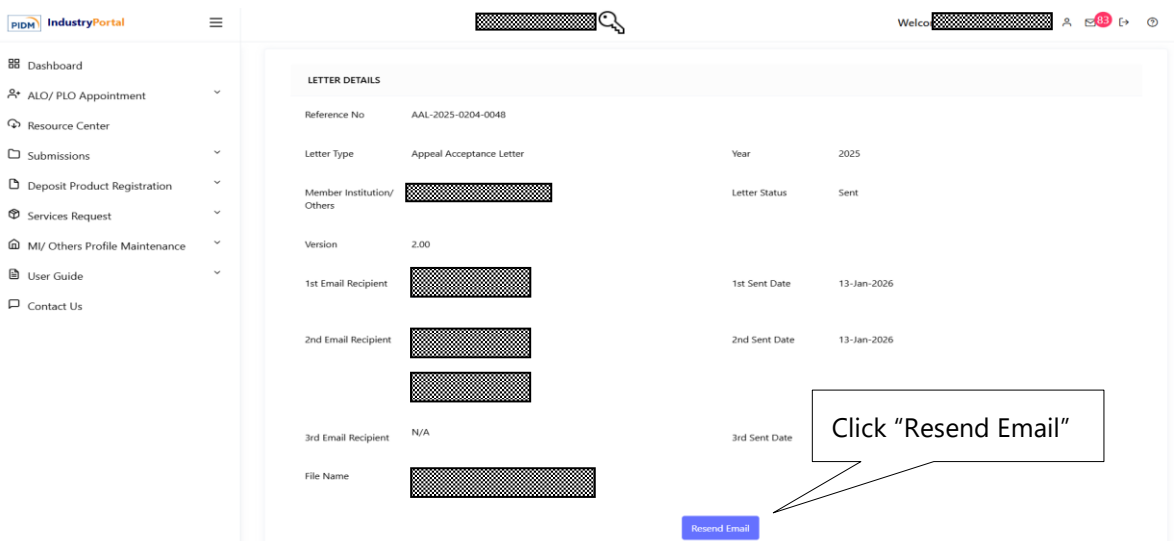 PIDM IndustryPortal
Welco
83
Dashboard
ALO/ PLO Appointment
Resource Center
Submissions
Deposit Product Registration
Services Request
MI/ Others Profile Maintenance
User Guide
Contact Us
LETTER DETAILS
Reference No AAL-2025-0204-0048
Letter Type Appeal Acceptance Letter Year 2025
Member Institution/ Letter Status Sent
Others
Version 2.00
1st Email Recipient 1st Sent Date 13-Jan-2026
2nd Email Recipient 2nd Sent Date 13-Jan-2026
3rd Email Recipient N/A 3rd Sent Date
Click “Resend Email”
File Name
Resend Email